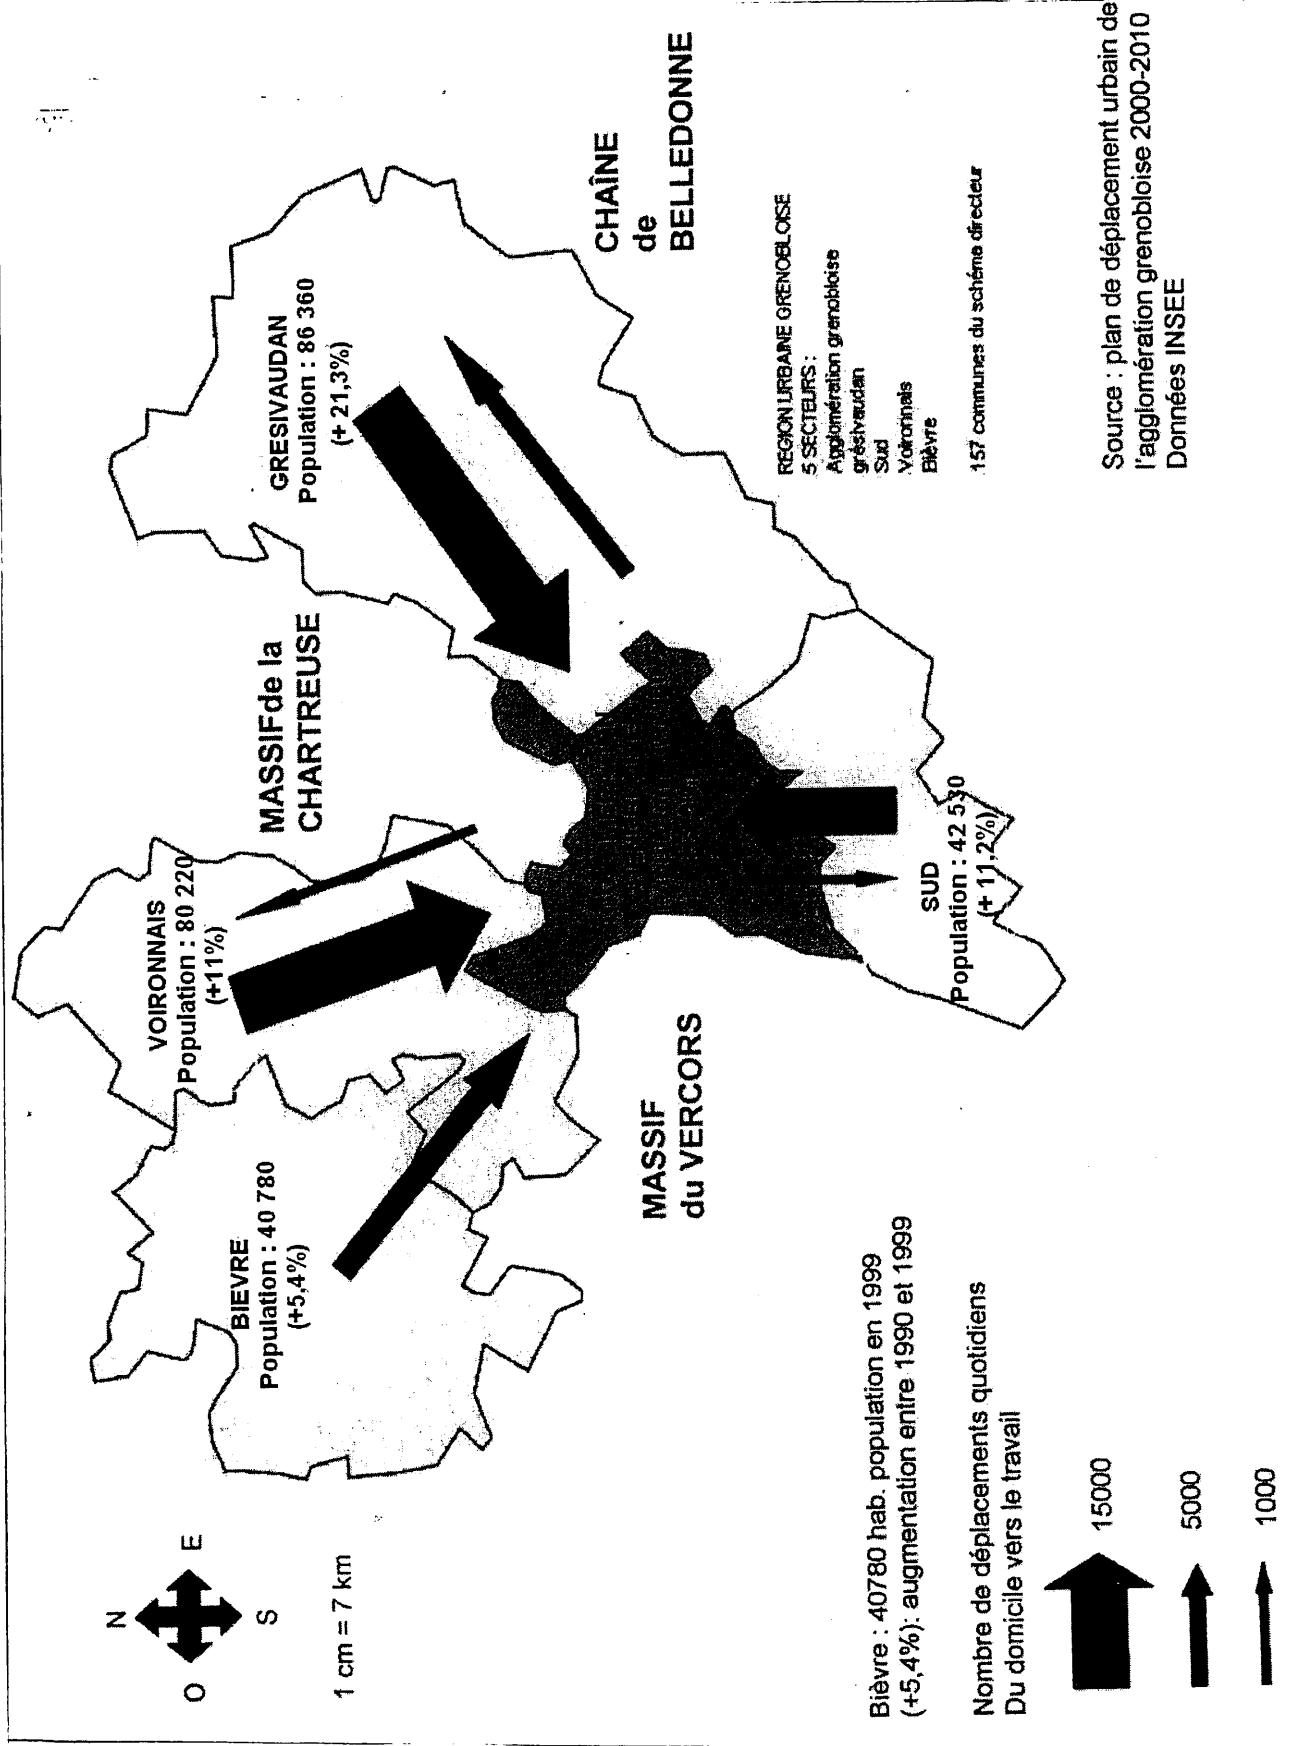 N
O
E
S
1 cm = 7 km
BIEVRE
Population : 40 780
(+5,4%)
VOIRONNAIS
Population : 80 220
(+11%)
MASSIFde la
CHARTREUSE
GRESIVAUDAN
Population : 86 360
(+ 21,3%)
CHAÎNE
de
BELLEDONNE
MASSIF
du VERCORS
SUD
Population : 42 530
(+ 11,2%)
REGION URBAINE GRENOBLOISE
5 SECTEURS :
Agglomération grenobloise
grésivaudan
Sud
Voironnais
Bièvre
157 communes du schéma directeur
Bièvre : 40780 hab. population en 1999
(+5,4%): augmentation entre 1990 et 1999
Nombre de déplacements quotidiens
Du domicile vers le travail
15000
5000
1000
Source : plan de déplacement urbain de
l'agglomération grenobloise 2000-2010
Données INSEE